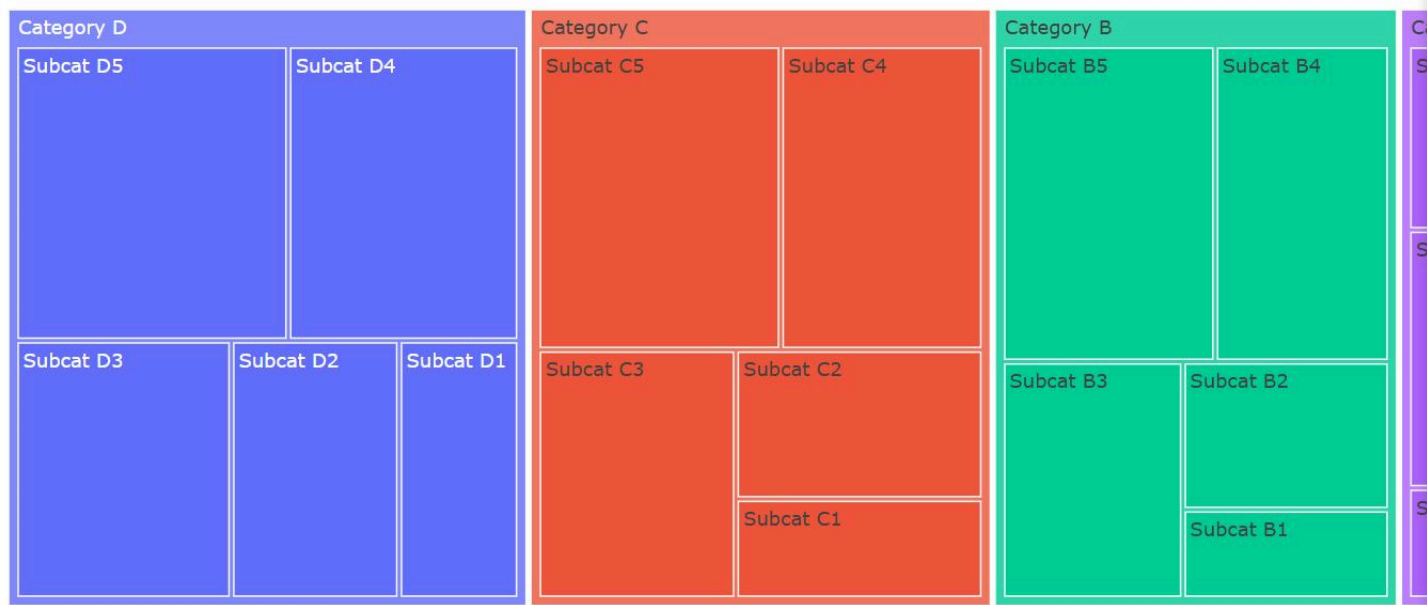 Category D
Subcat D5
Subcat D4
Subcat D3
Subcat D2
Subcat D1
Category C
Subcat C5
Subcat C4
Subcat C3
Subcat C2
Subcat C1
Category B
Subcat B5
Subcat B4
Subcat B3
Subcat B2
Subcat B1